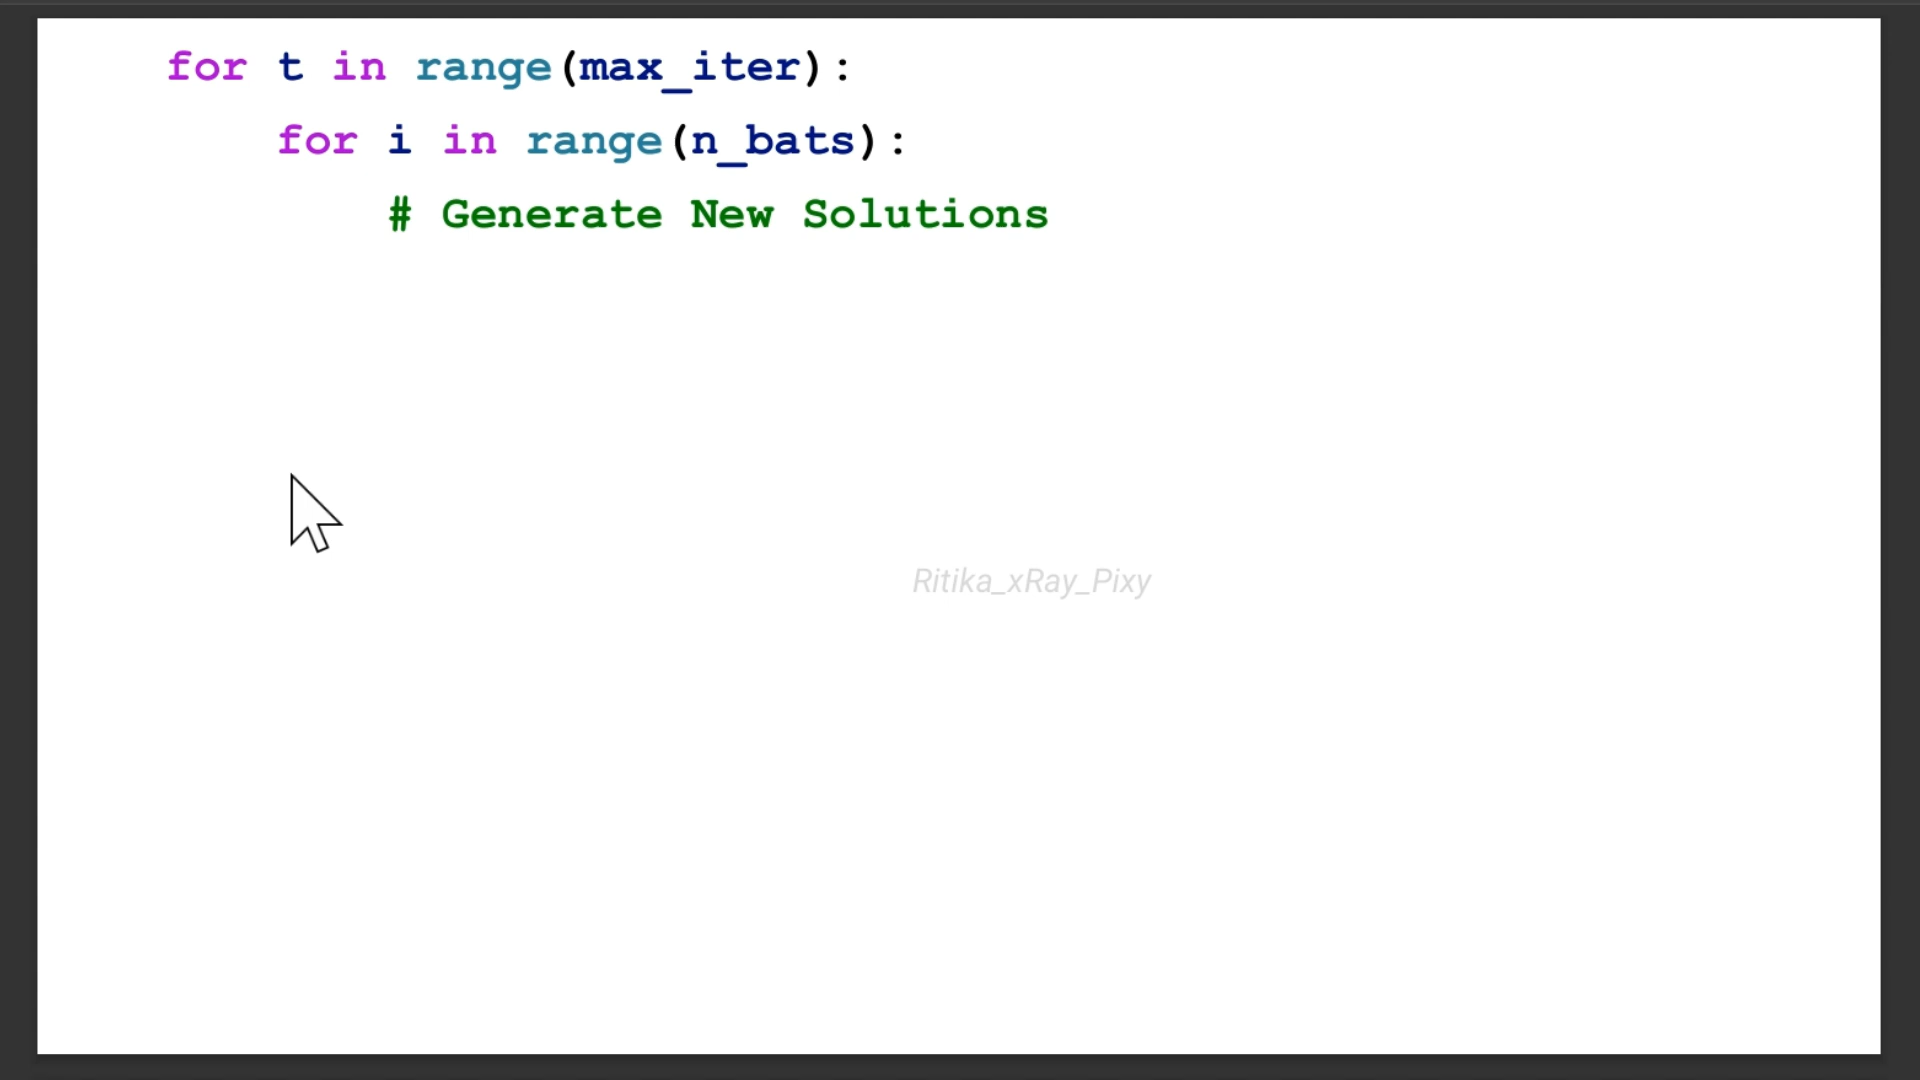 for t in range(max_iter):
for i in range(n_bats):
# Generate New Solutions
Ritika_xRay_Pixy